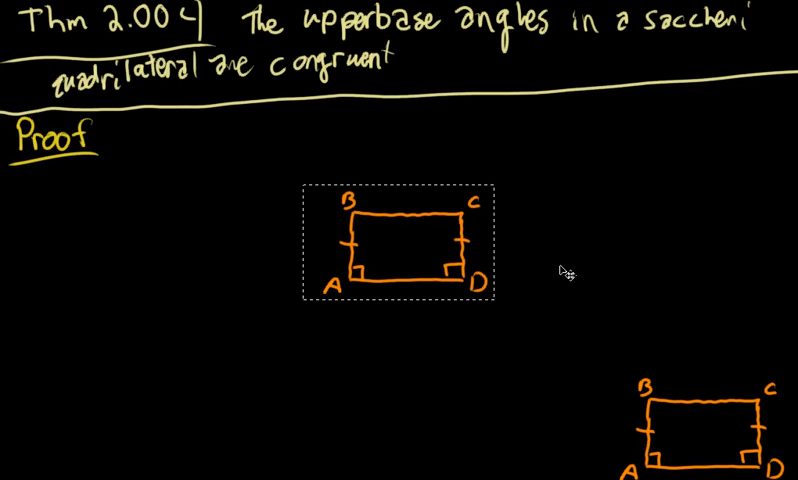 Thm 2.004 The upperbase angles in a saccheri
quadrilateral are congruent
Proof
B C
A D
B C
A D